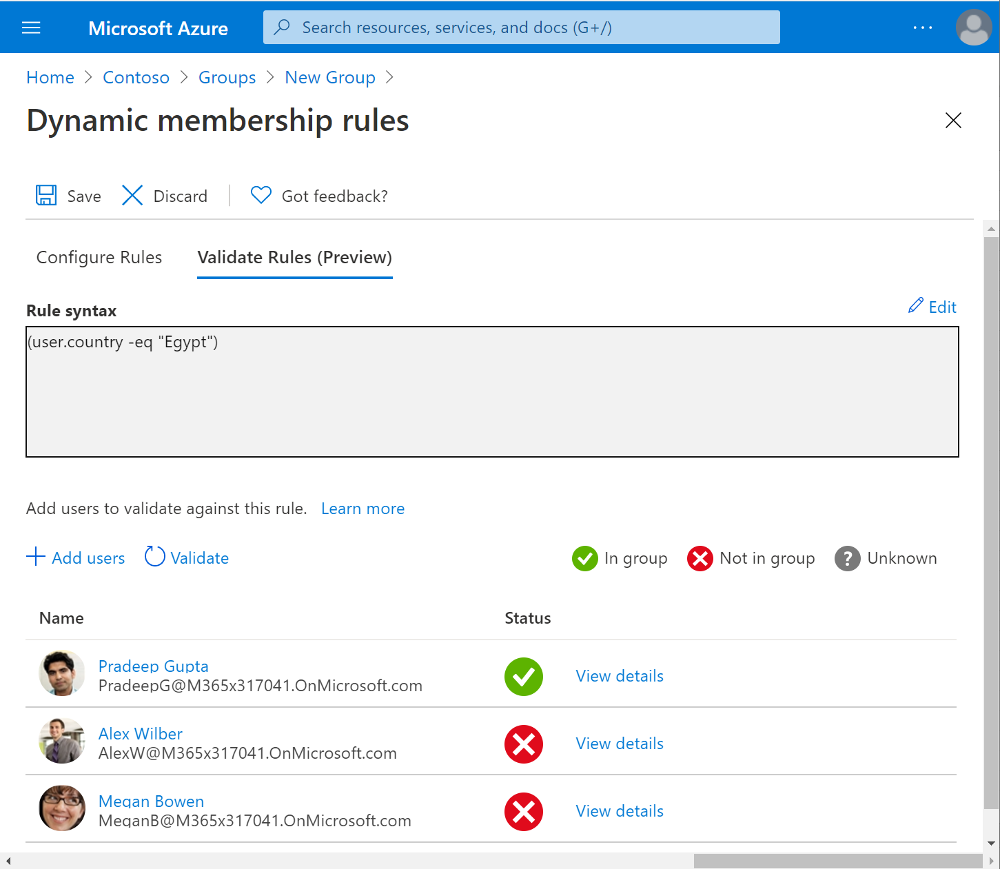 Microsoft Azure
Search resources, services, and docs (G+/)
Home > Contoso > Groups > New Group >
Dynamic membership rules
Save
Discard
Got feedback?
Configure Rules
Validate Rules (Preview)
Rule syntax
Edit
(user.country -eq "Egypt")
Add users to validate against this rule. Learn more
Add users
Validate
In group
Not in group
? Unknown
Name
Status
Pradeep Gupta
PradeepG@M365x317041.OnMicrosoft.com
View details
Alex Wilber
AlexW@M365x317041.OnMicrosoft.com
View details
Megan Bowen
MeganB@M365x317041.OnMicrosoft.com
View details